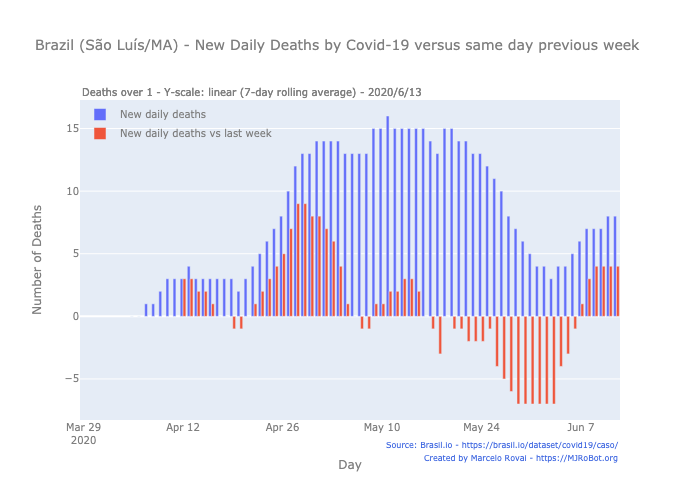 Brazil (São Luís/MA) - New Daily Deaths by Covid-19 versus same day previous week
Deaths over 1 - Y-scale: linear (7-day rolling average) - 2020/6/13
New daily deaths
New daily deaths vs last week
15
10
5
0
−5
Number of Deaths
Mar 29
2020
Apr 12
Apr 26
May 10
May 24
Jun 7
Day
Source: Brasil.io - https://brasil.io/dataset/covid19/caso/
Created by Marcelo Rovai - https://MJRoBot.org